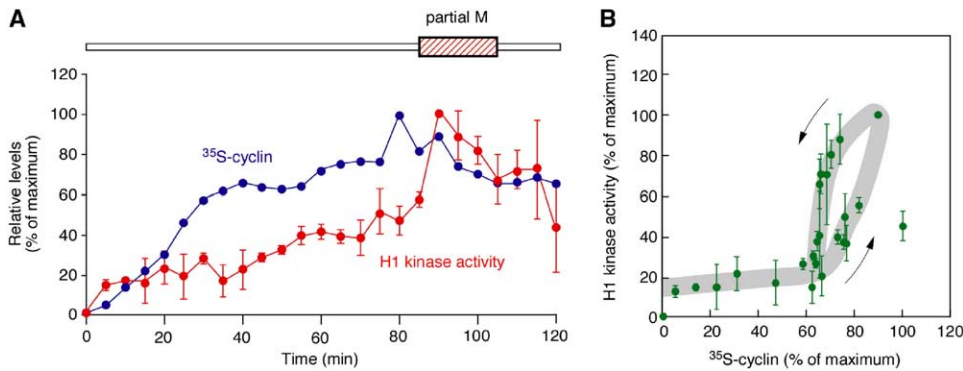 A
partial M
120
100
80
60
40
20
0
Relative levels
(% of maximum)
35S-cyclin
H1 kinase activity
0 20 40 60 80 100 120
Time (min)
B
140
120
100
80
60
40
20
0
H1 kinase activity (% of maximum)
0 20 40 60 80 100 120
35S-cyclin (% of maximum)